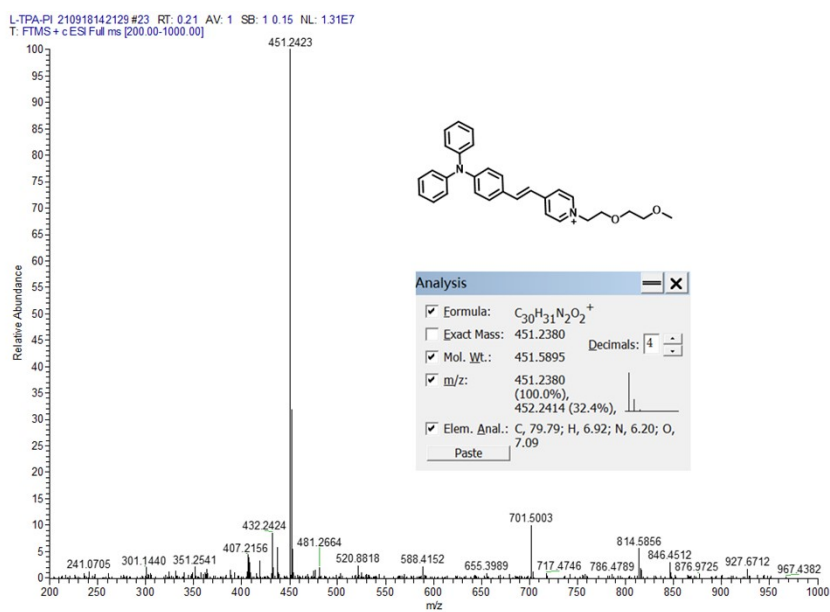 L-TPA-PI 210918142129 #23 RT: 0.21 AV: 1 SB: 1 0.15 NL: 1.31E7
T: FTMS + c ESI Full ms [200.00-1000.00]
451.2423
100
95
90
85
80
75
70
65
60
55
50
45
40
35
30
25
20
15
10
5
0
Relative Abundance
N
N
+
O
O
Analysis
Formula: C30H31N2O2+
Exact Mass: 451.2380
Decimals: 4
Mol. Wt.: 451.5895
m/z: 451.2380
(100.0%),
452.2414 (32.4%),
Elem. Anal.: C, 79.79; H, 6.92; N, 6.20; O,
7.09
Paste
241.0705 301.1440 351.2541 407.2156 432.2424 481.2664 520.8818 588.4152 655.3989 701.5003 717.4746 786.4789 814.5856 846.4512 876.9725 927.6712 967.4382
200 250 300 350 400 450 500 550 600 650 700 750 800 850 900 950 1000
m/z